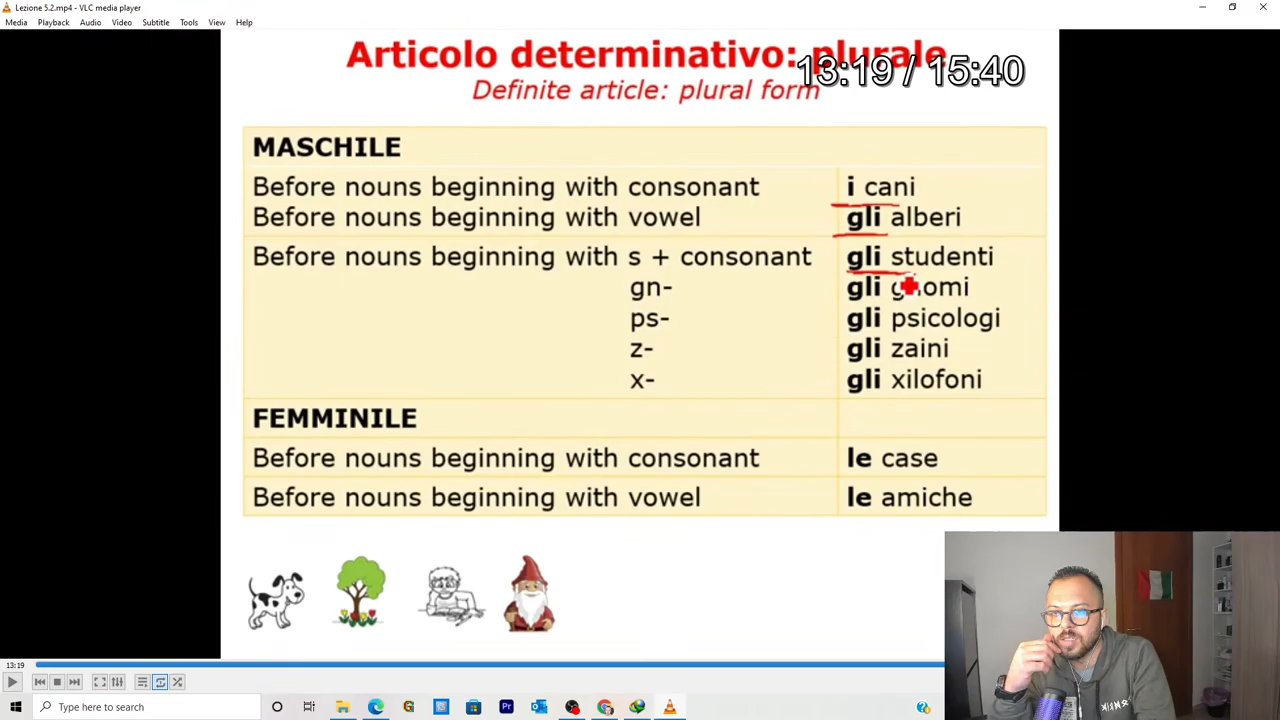 Lezione 5.2.mp4 - VLC media player
Media Playback Audio Video Subtitle Tools View Help
Articolo determinativo: plurale
13:19 / 15:40
Definite article: plural form
MASCHILE
Before nouns beginning with consonant i cani
Before nouns beginning with vowel gli alberi
Before nouns beginning with s + consonant gli studenti
gn- gli gnomi
ps- gli psicologi
z- gli zaini
x- gli xilofoni
FEMMINILE
Before nouns beginning with consonant le case
Before nouns beginning with vowel le amiche
13:19
Type here to search